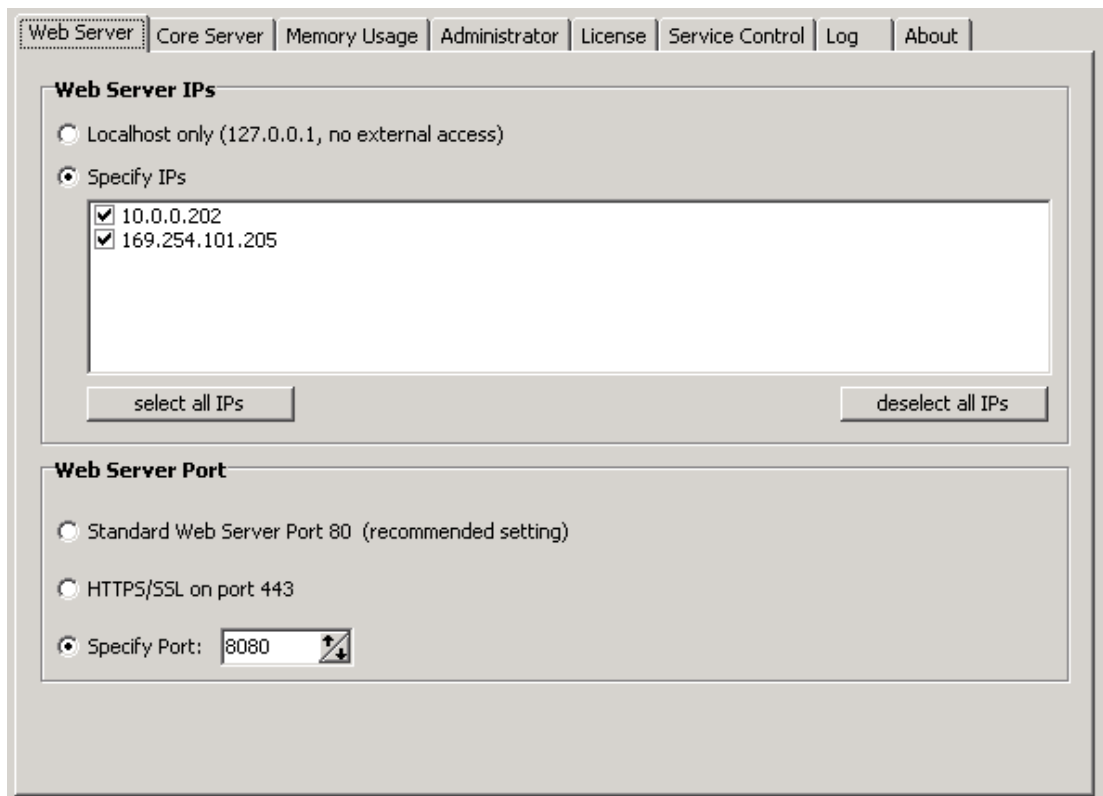 Web Server Core Server Memory Usage Administrator License Service Control Log About
Web Server IPs
Localhost only (127.0.0.1, no external access)
Specify IPs
10.0.0.202
169.254.101.205
select all IPs deselect all IPs
Web Server Port
Standard Web Server Port 80 (recommended setting)
HTTPS/SSL on port 443
Specify Port: 8080